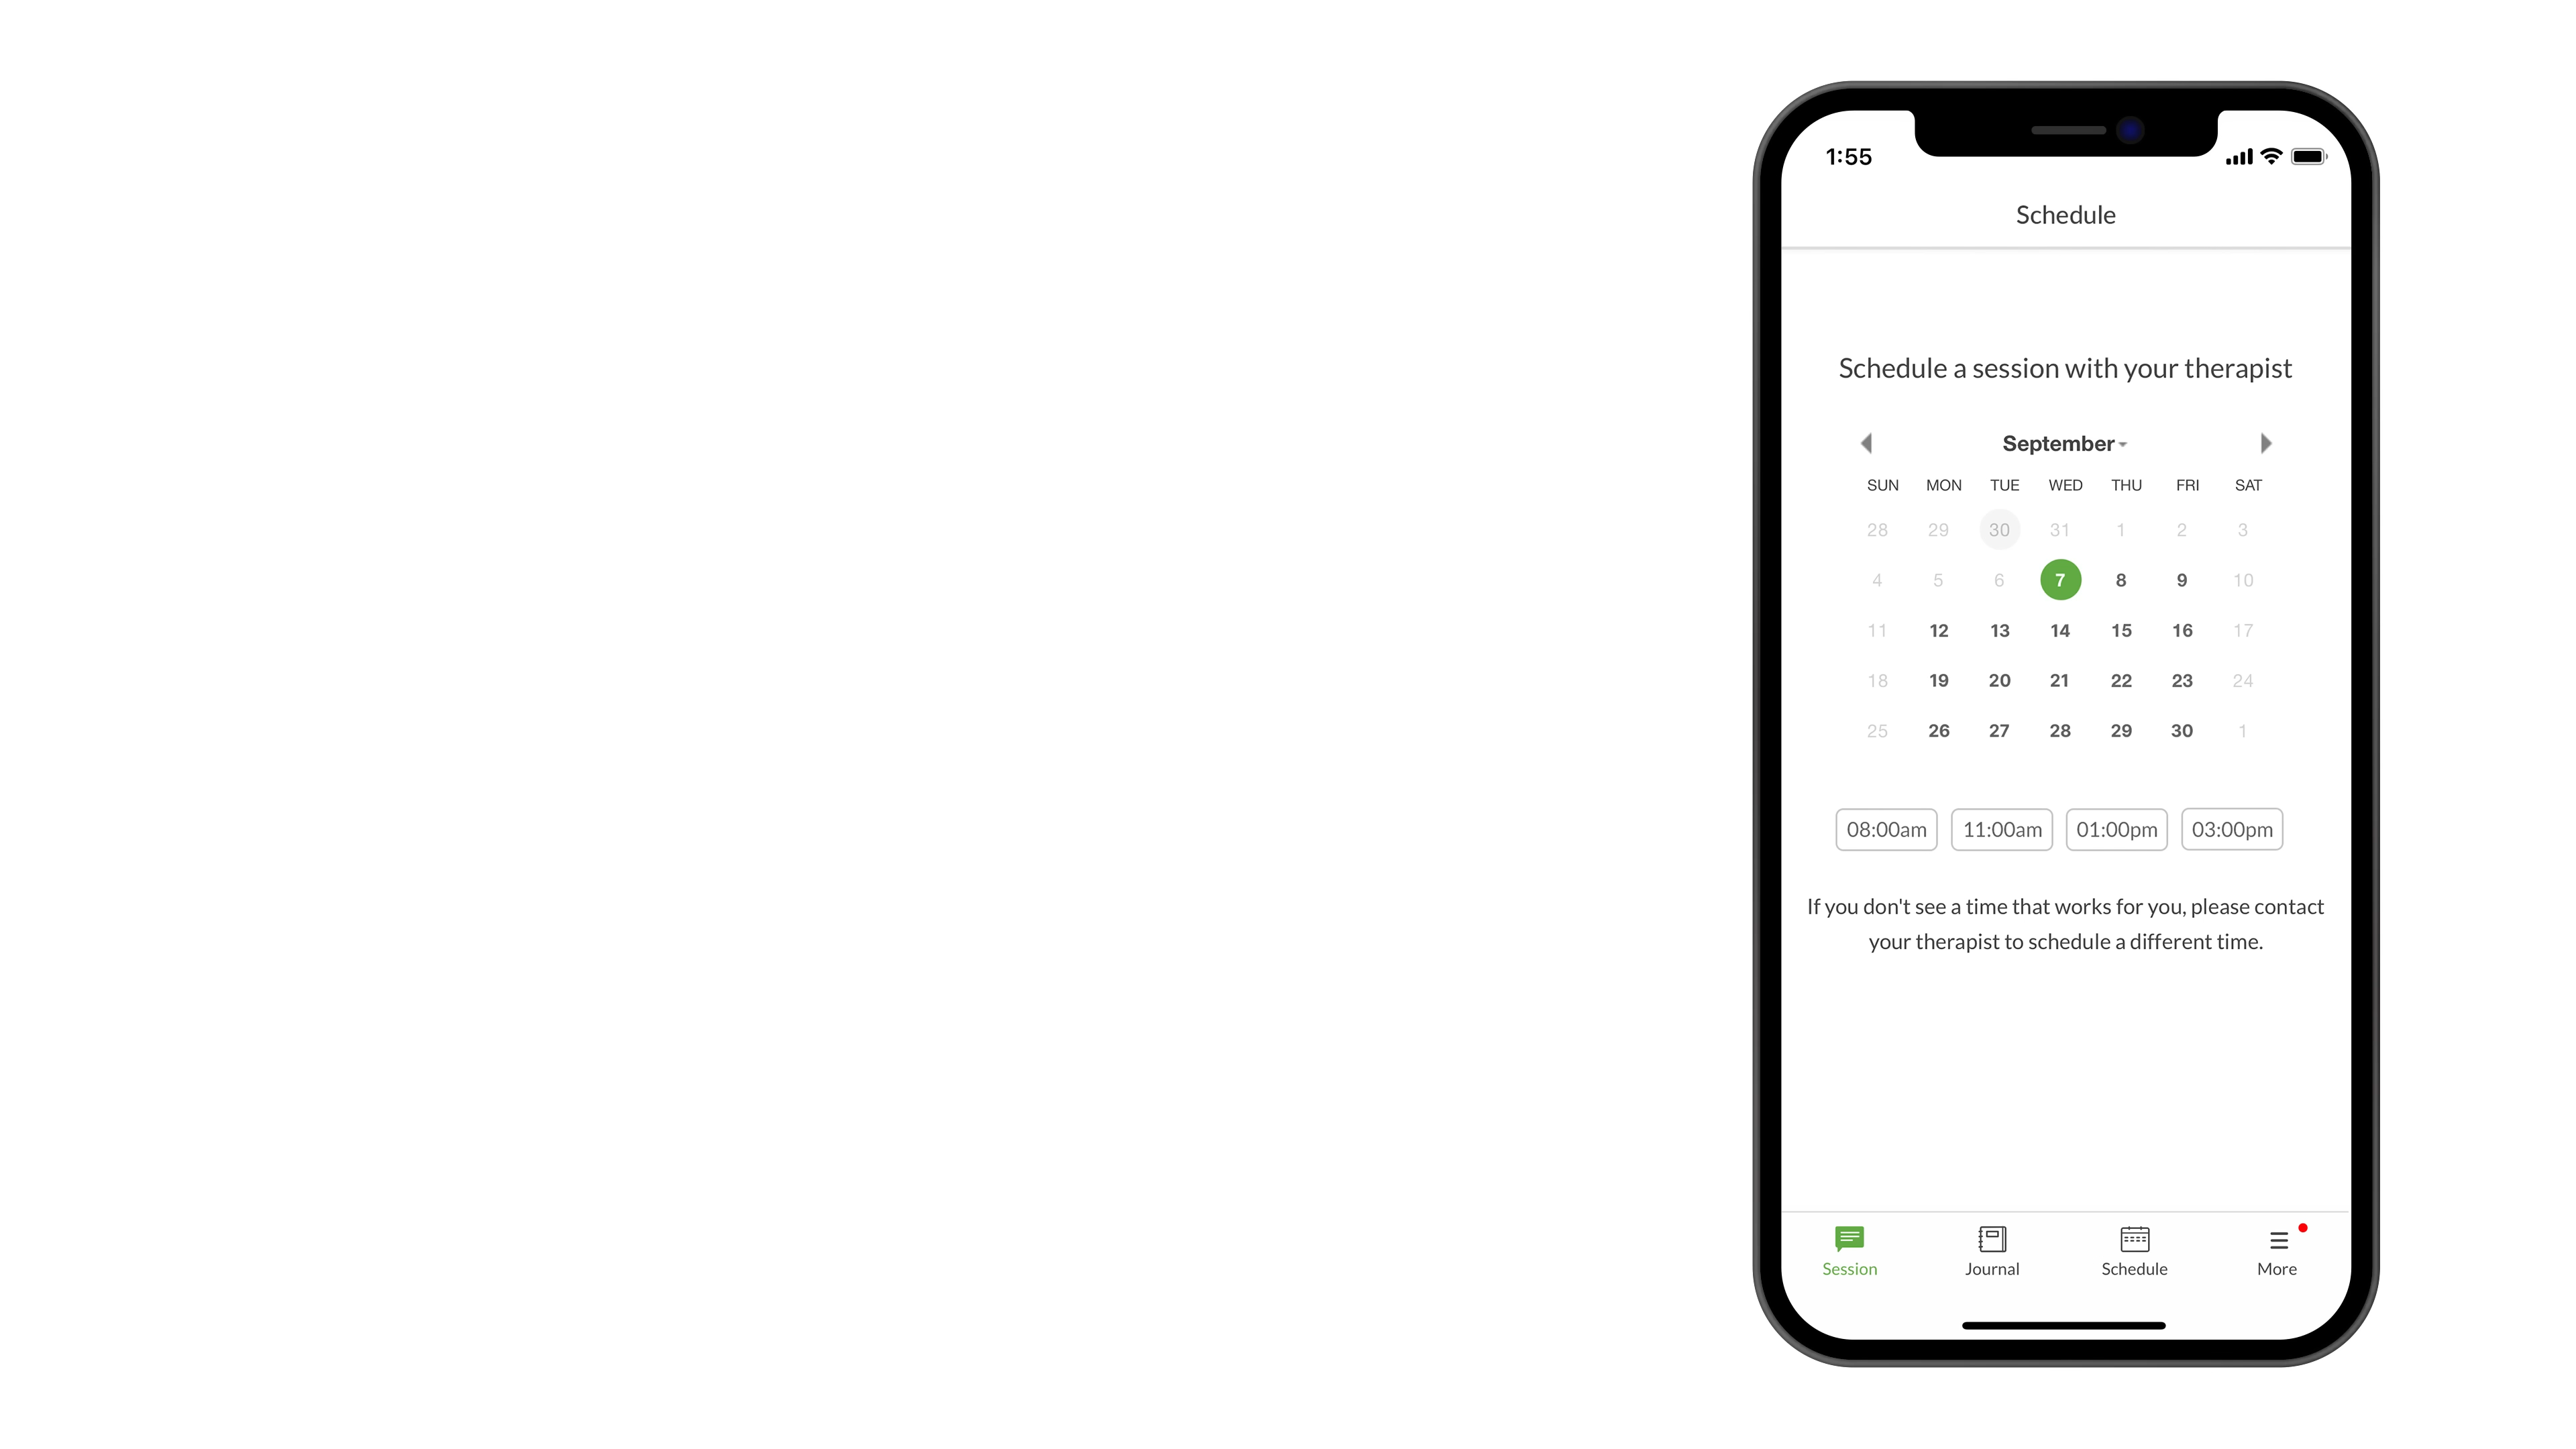 1:55
Schedule
Schedule a session with your therapist
September
SUN MON TUE WED THU FRI SAT
28 29 30 31 1 2 3
4 5 6 7 8 9 10
11 12 13 14 15 16 17
18 19 20 21 22 23 24
25 26 27 28 29 30 1
08:00am 11:00am 01:00pm 03:00pm
If you don't see a time that works for you, please contact
your therapist to schedule a different time.
Session Journal Schedule More